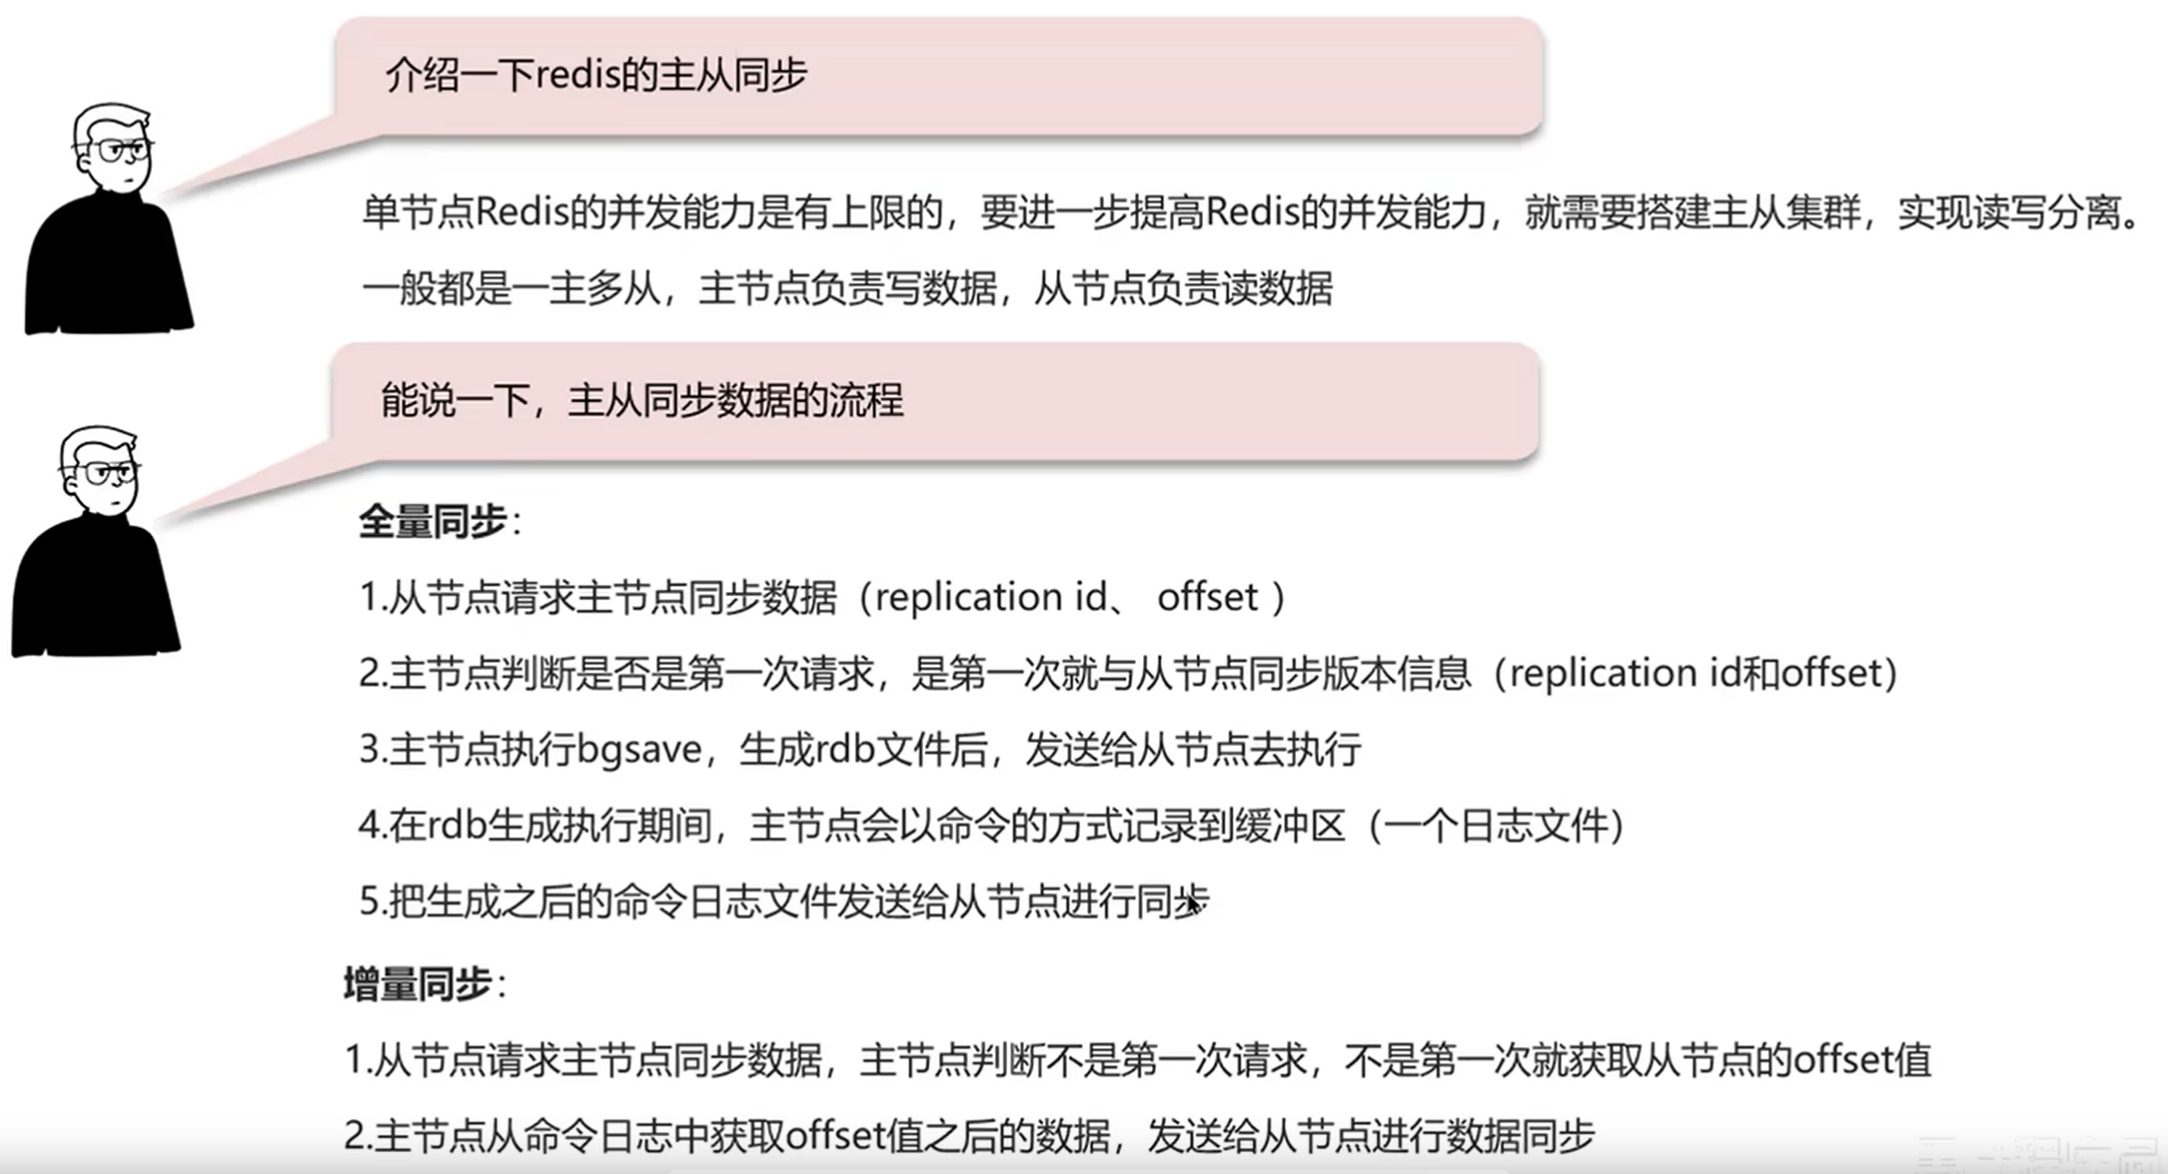 介绍一下redis的主从同步
单节点Redis的并发能力是有上限的，要进一步提高Redis的并发能力，就需要搭建主从集群，实现读写分离。
一般都是一主多从，主节点负责写数据，从节点负责读数据
能说一下，主从同步数据的流程
全量同步：
1.从节点请求主节点同步数据（replication id、 offset ）
2.主节点判断是否是第一次请求，是第一次就与从节点同步版本信息（replication id和offset）
3.主节点执行bgsave，生成rdb文件后，发送给从节点去执行
4.在rdb生成执行期间，主节点会以命令的方式记录到缓冲区（一个日志文件）
5.把生成之后的命令日志文件发送给从节点进行同步
增量同步：
1.从节点请求主节点同步数据，主节点判断不是第一次请求，不是第一次就获取从节点的offset值
2.主节点从命令日志中获取offset值之后的数据，发送给从节点进行数据同步